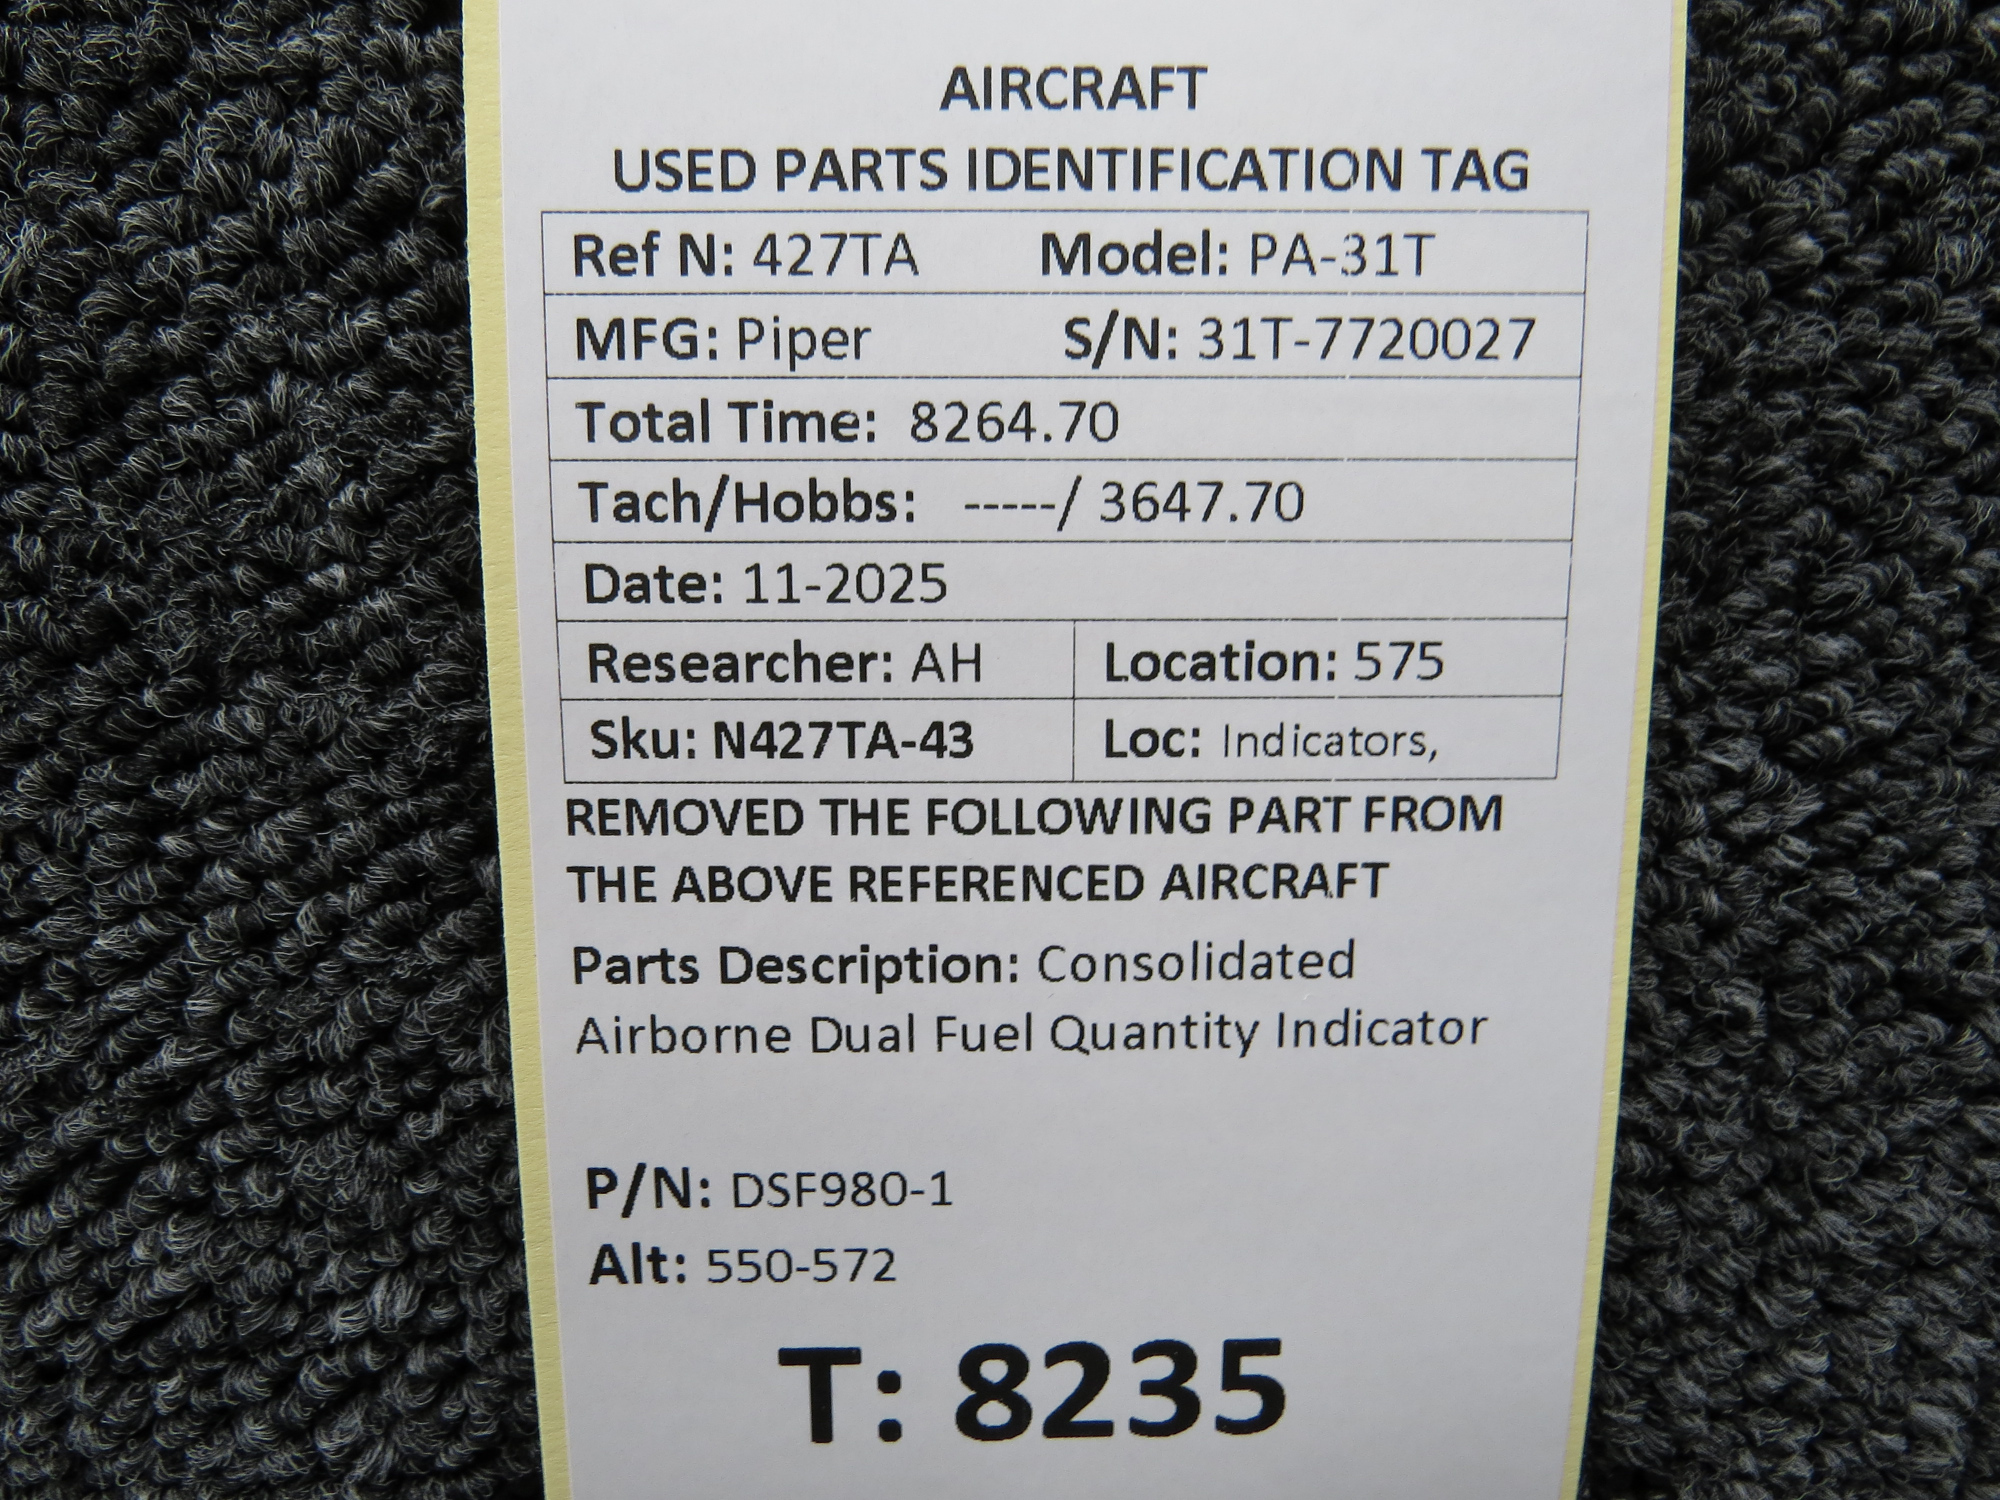 AIRCRAFT
USED PARTS IDENTIFICATION TAG
Ref N: 427TA Model: PA-31T
MFG: Piper S/N: 31T-7720027
Total Time: 8264.70
Tach/Hobbs: -----/ 3647.70
Date: 11-2025
Researcher: AH Location: 575
Sku: N427TA-43 Loc: Indicators,
REMOVED THE FOLLOWING PART FROM
THE ABOVE REFERENCED AIRCRAFT
Parts Description: Consolidated
Airborne Dual Fuel Quantity Indicator
P/N: DSF980-1
Alt: 550-572
T: 8235